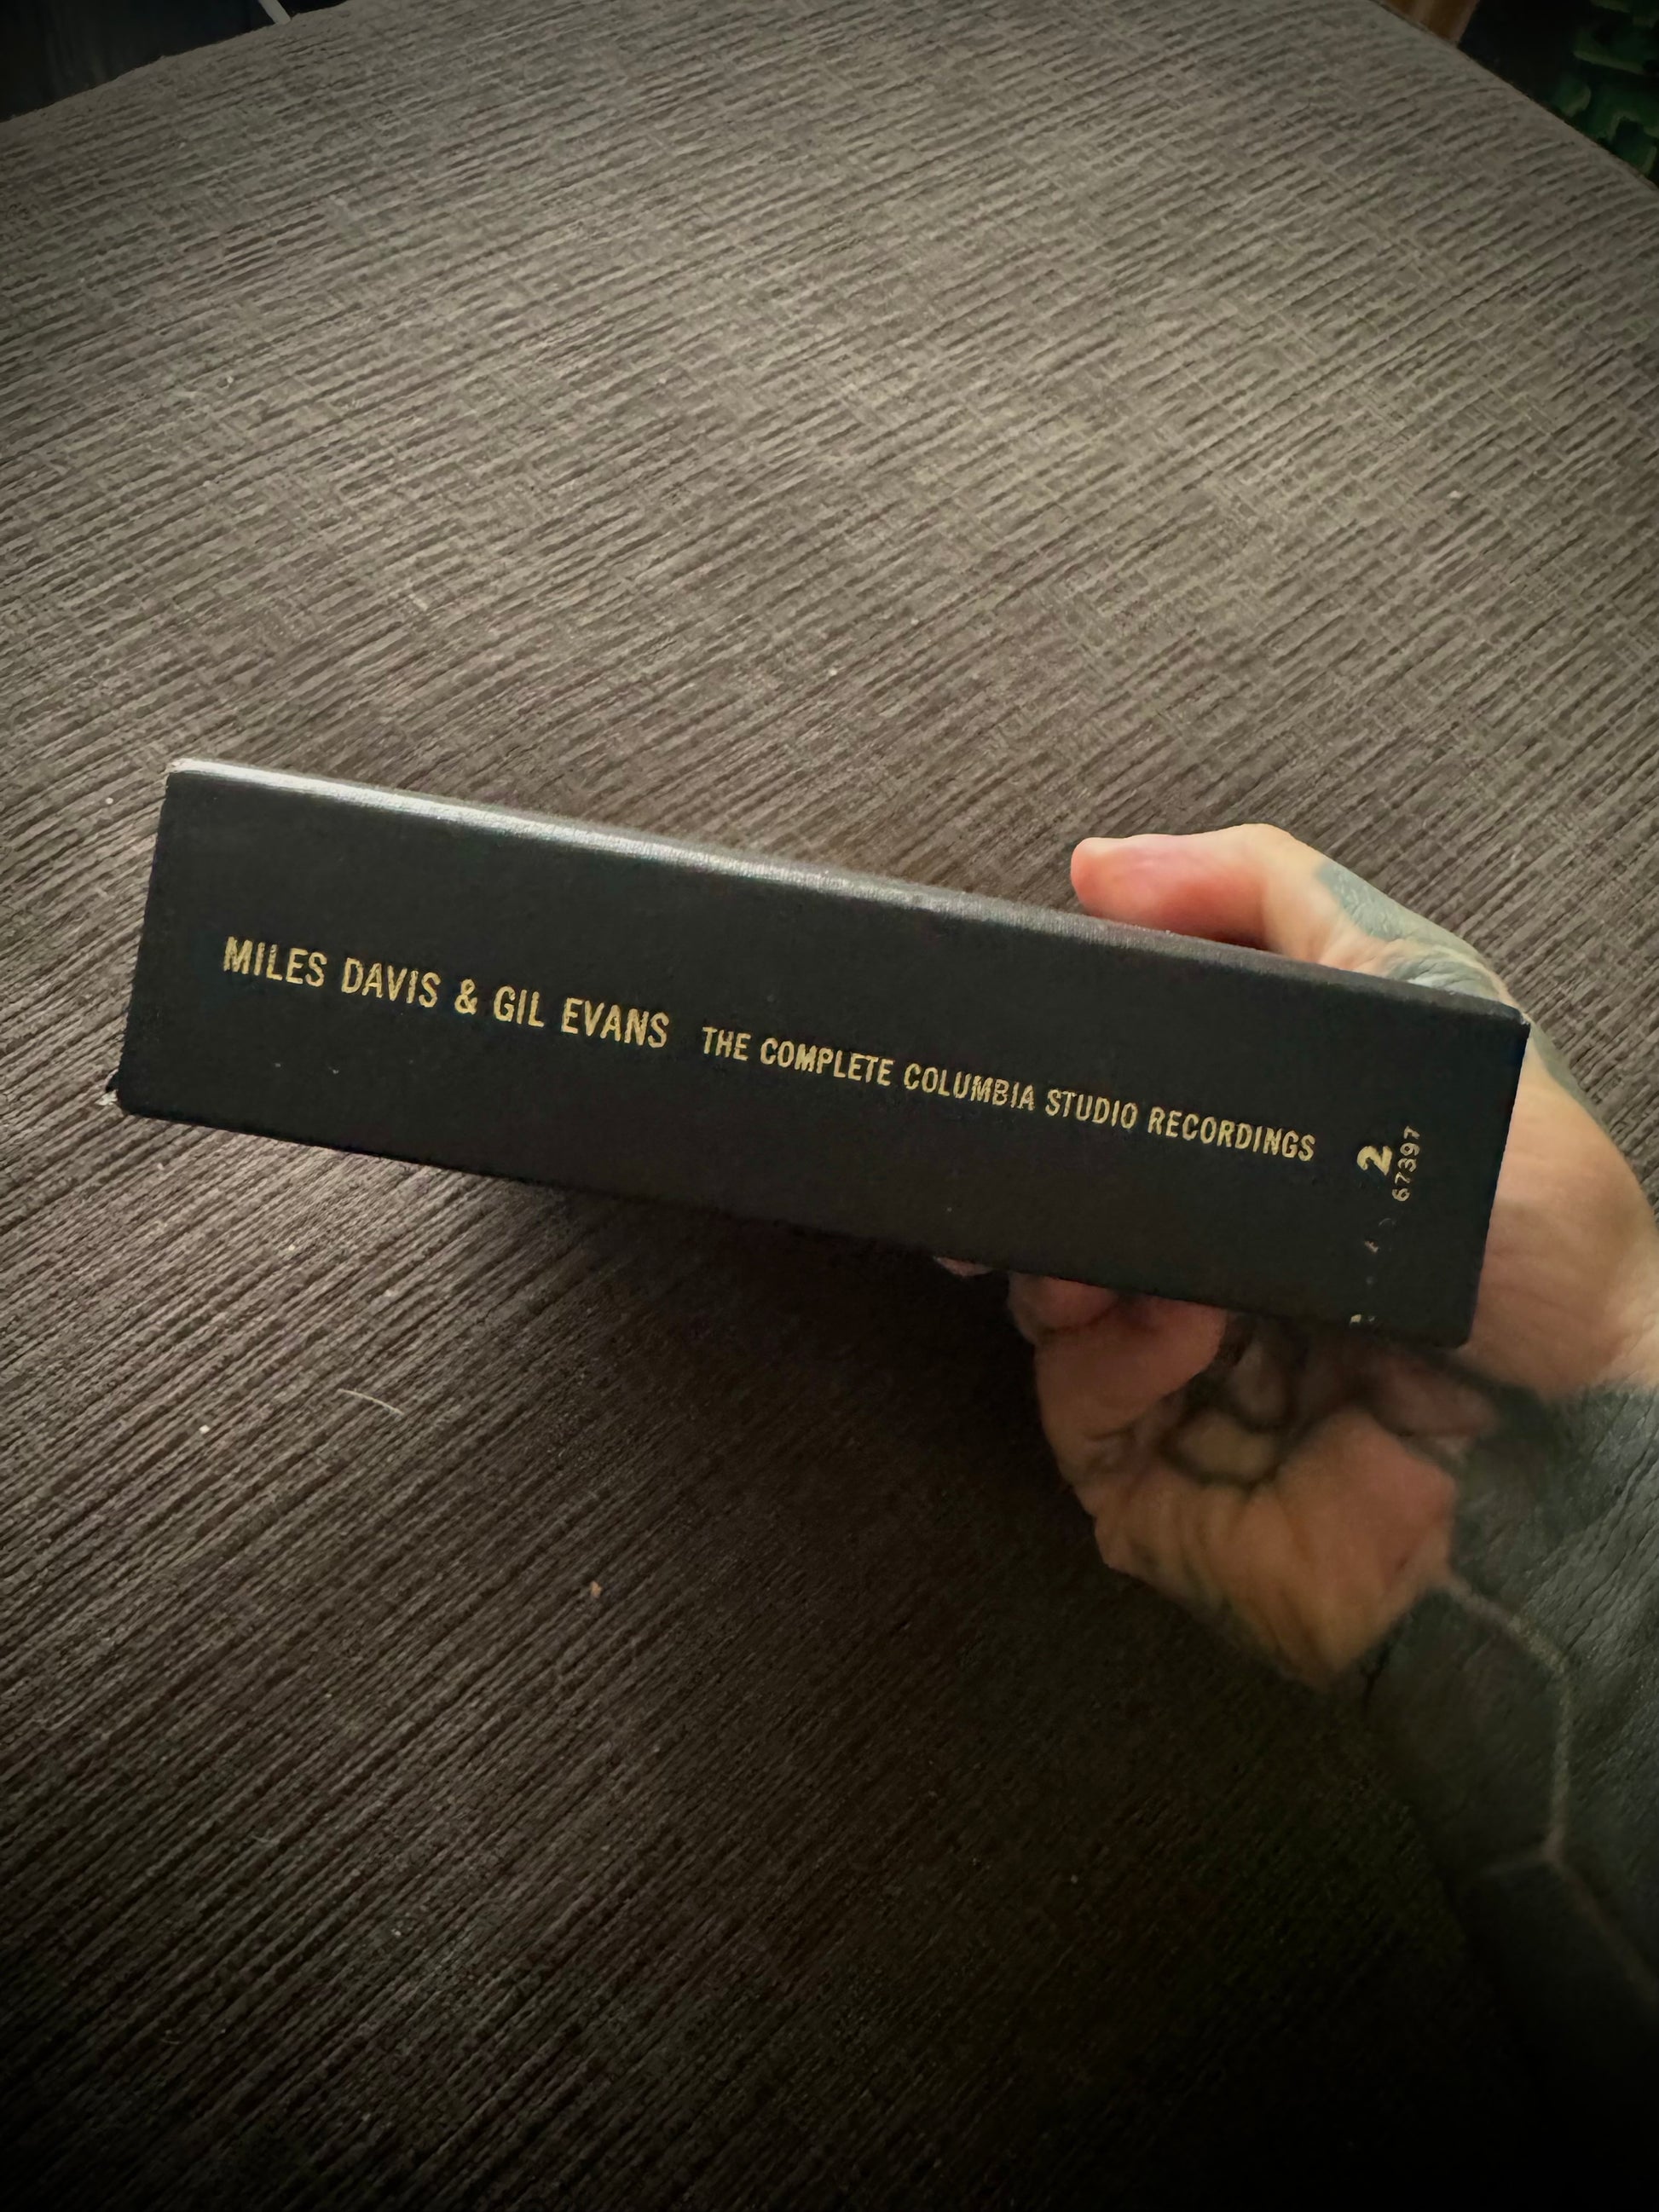 MILES DAVIS & GIL EVANS THE COMPLETE COLUMBIA STUDIO RECORDINGS
2
67397